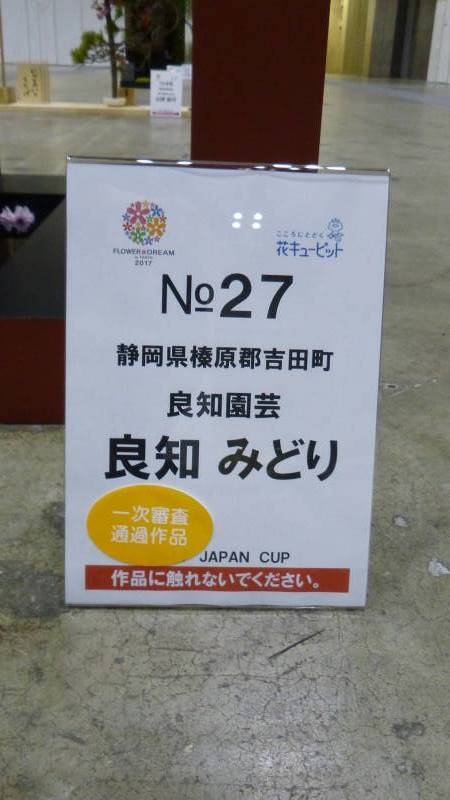 FLOWER DREAM
2017
こころにとどく
花キューピット
№27
静岡県榛原郡吉田町
良知園芸
良知 みどり
一次審査
通過作品
JAPAN CUP
作品に触れないでください。